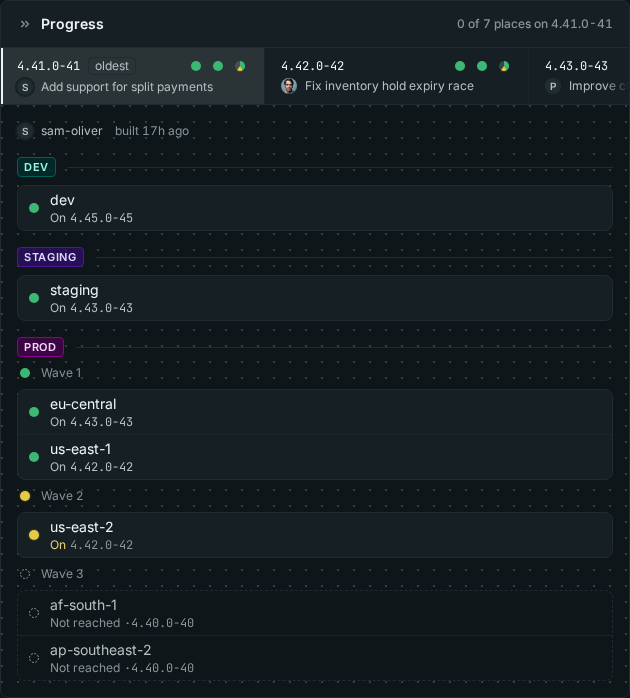 Progress
0 of 7 places on 4.41.0-41
4.41.0-41 oldest
S Add support for split payments
4.42.0-42
Fix inventory hold expiry race
4.43.0-43
P Improve c
S sam-oliver built 17h ago
DEV
dev
On 4.45.0-45
STAGING
staging
On 4.43.0-43
PROD
Wave 1
eu-central
On 4.43.0-43
us-east-1
On 4.42.0-42
Wave 2
us-east-2
On 4.42.0-42
Wave 3
af-south-1
Not reached · 4.40.0-40
ap-southeast-2
Not reached · 4.40.0-40